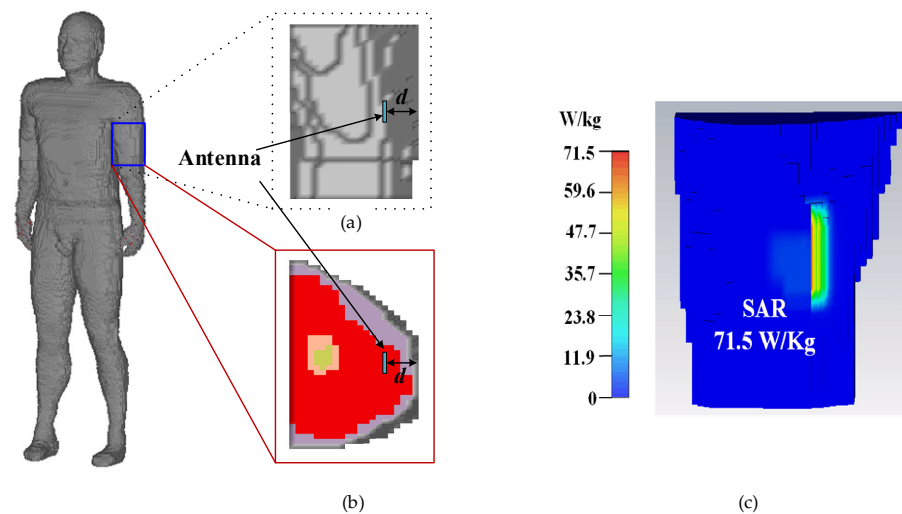 d
Antenna
(a)
d
(b)
W/kg
71.5
59.6
47.7
35.7
23.8
11.9
0
SAR
71.5 W/Kg
(c)